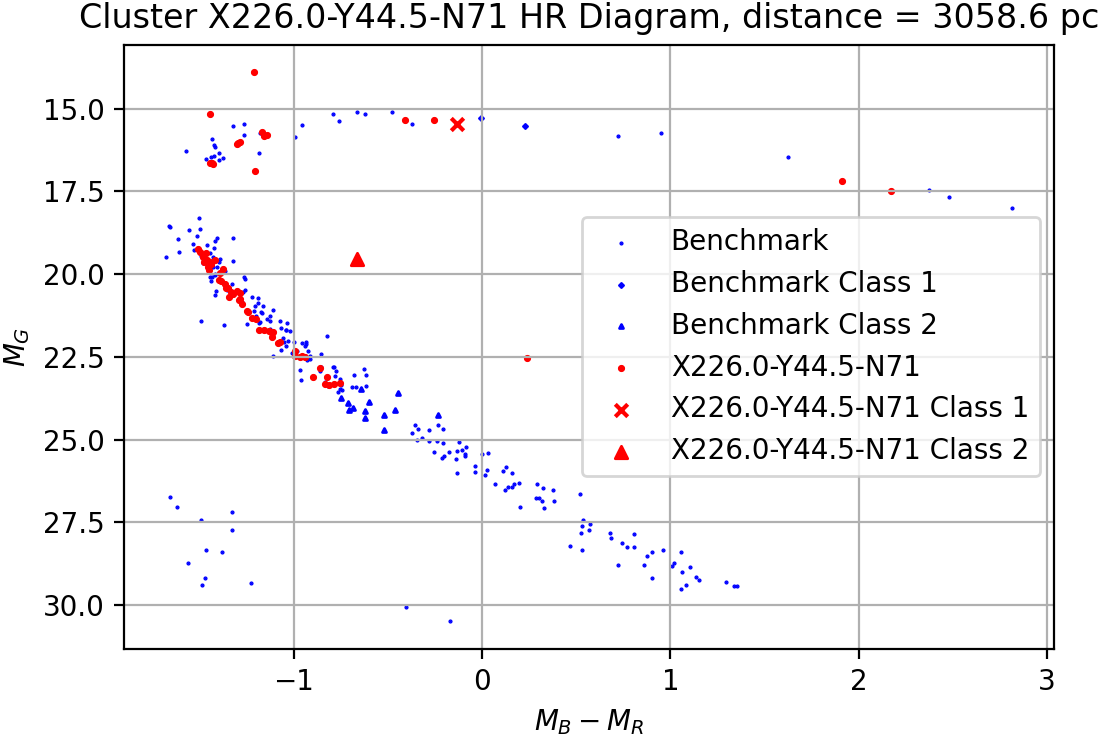 Cluster X226.0-Y44.5-N71 HR Diagram, distance = 3058.6 pc
15.0
17.5
20.0
22.5
25.0
27.5
30.0
M_G
Benchmark
Benchmark Class 1
Benchmark Class 2
X226.0-Y44.5-N71
X226.0-Y44.5-N71 Class 1
X226.0-Y44.5-N71 Class 2
−1 0 1 2 3
M_B − M_R